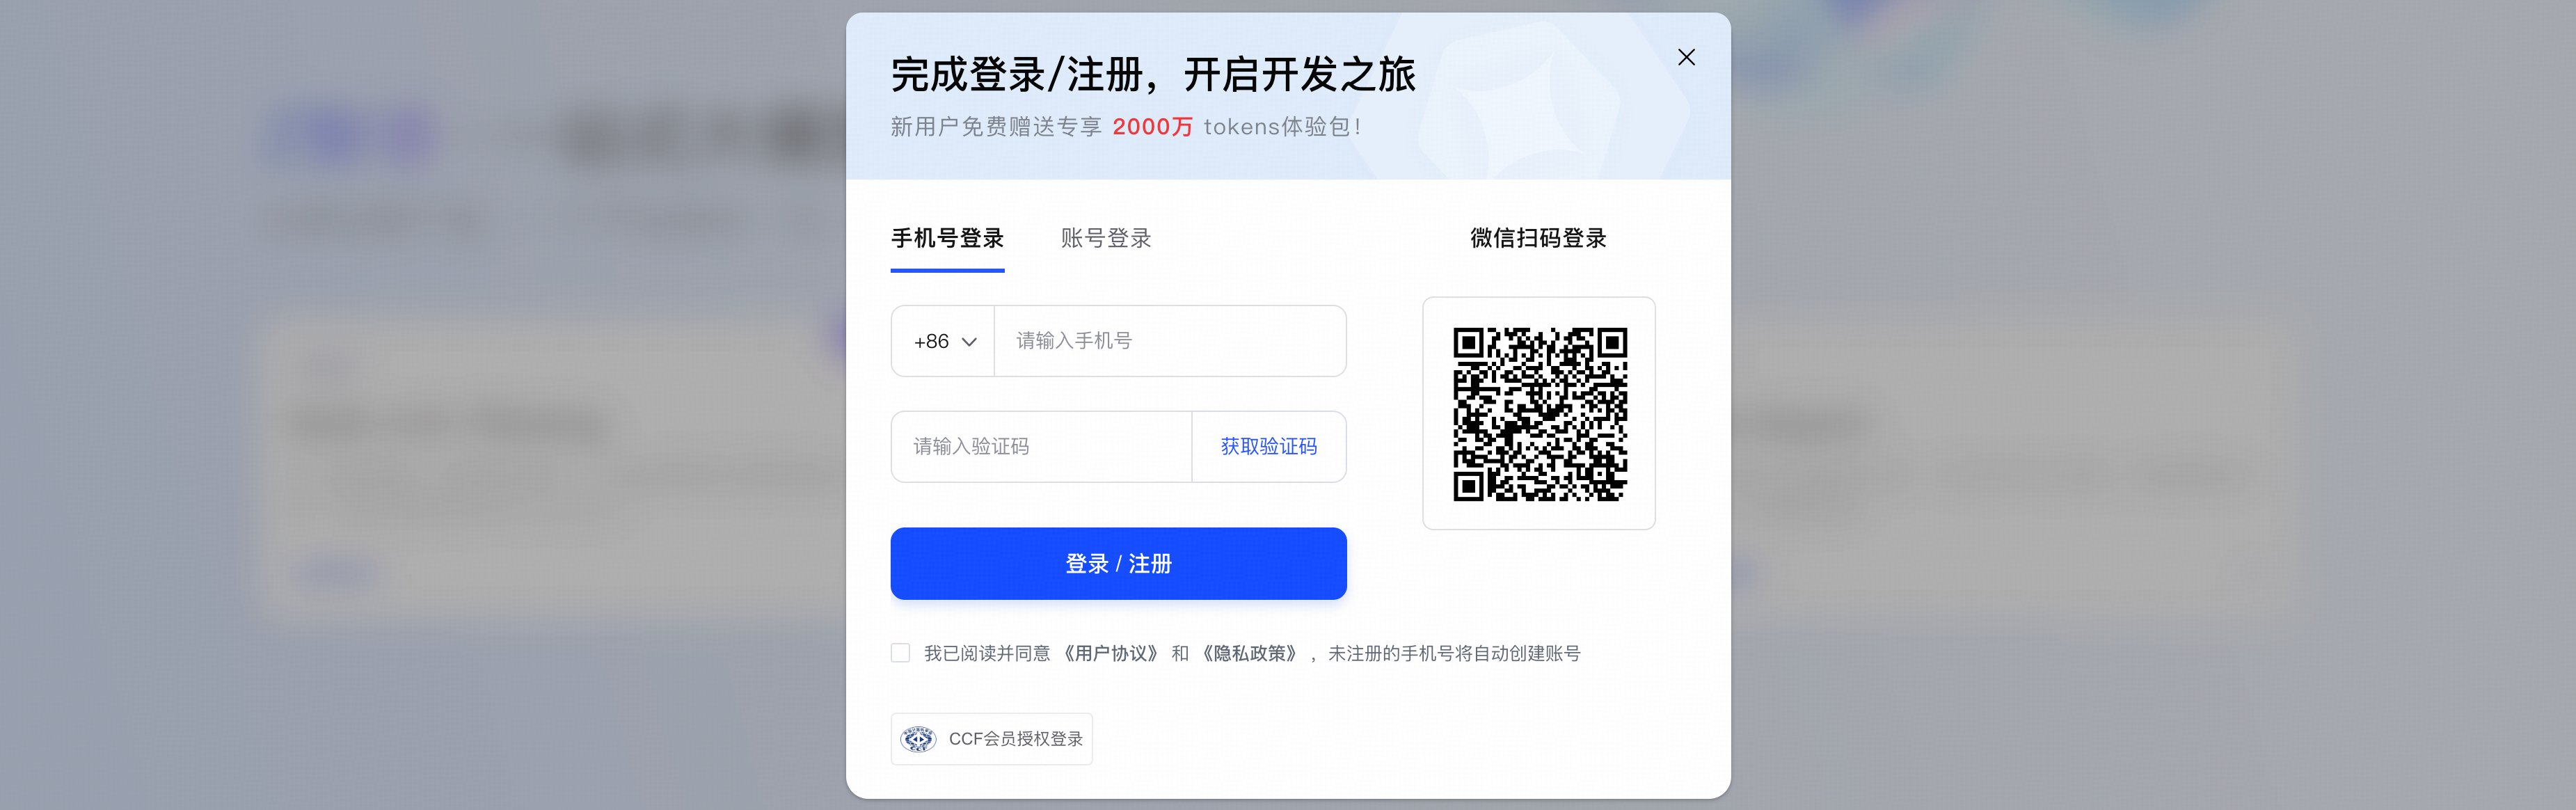 完成登录/注册，开启开发之旅
新用户免费赠送专享 2000万 tokens体验包！
手机号登录
账号登录
微信扫码登录
+86
请输入手机号
请输入验证码
获取验证码
登录 / 注册
我已阅读并同意 《用户协议》 和 《隐私政策》 ，未注册的手机号将自动创建账号
CCF
CCF会员授权登录